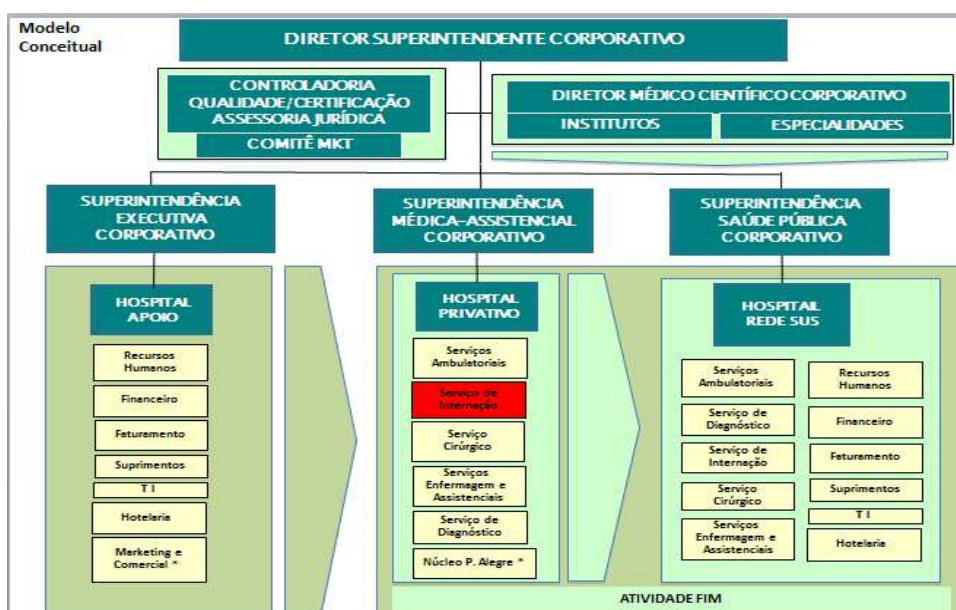 Modelo
Conceitual
DIRETOR SUPERINTENDENTE CORPORATIVO
CONTROLADORIA
QUALIDADE/CERTIFICAÇÃO
ASSESSORIA JURÍDICA
COMITÊ MKT
DIRETOR MÉDICO CIENTÍFICO CORPORATIVO
INSTITUTOS
ESPECIALIDADES
SUPERINTENDÊNCIA
EXECUTIVA
CORPORATIVO
SUPERINTENDÊNCIA
MÉDICA–ASSISTENCIAL
CORPORATIVO
SUPERINTENDÊNCIA
SAÚDE PÚBLICA
CORPORATIVO
HOSPITAL
APOIO
Recursos
Humanos
Financeiro
Faturamento
Suprimentos
T I
Hotelaria
Marketing e
Comercial *
HOSPITAL
PRIVATIVO
Serviços
Ambulatoriais
Serviço de
Internação
Serviço
Cirúrgico
Serviços
Enfermagem e
Assistenciais
Serviço de
Diagnóstico
Núcleo P. Alegre *
HOSPITAL
REDE SUS
Serviços
Ambulatoriais
Serviço de
Diagnóstico
Serviço de
Internação
Serviço
Cirúrgico
Serviços
Enfermagem e
Assistenciais
Recursos
Humanos
Financeiro
Faturamento
Suprimentos
T I
Hotelaria
ATIVIDADE FIM